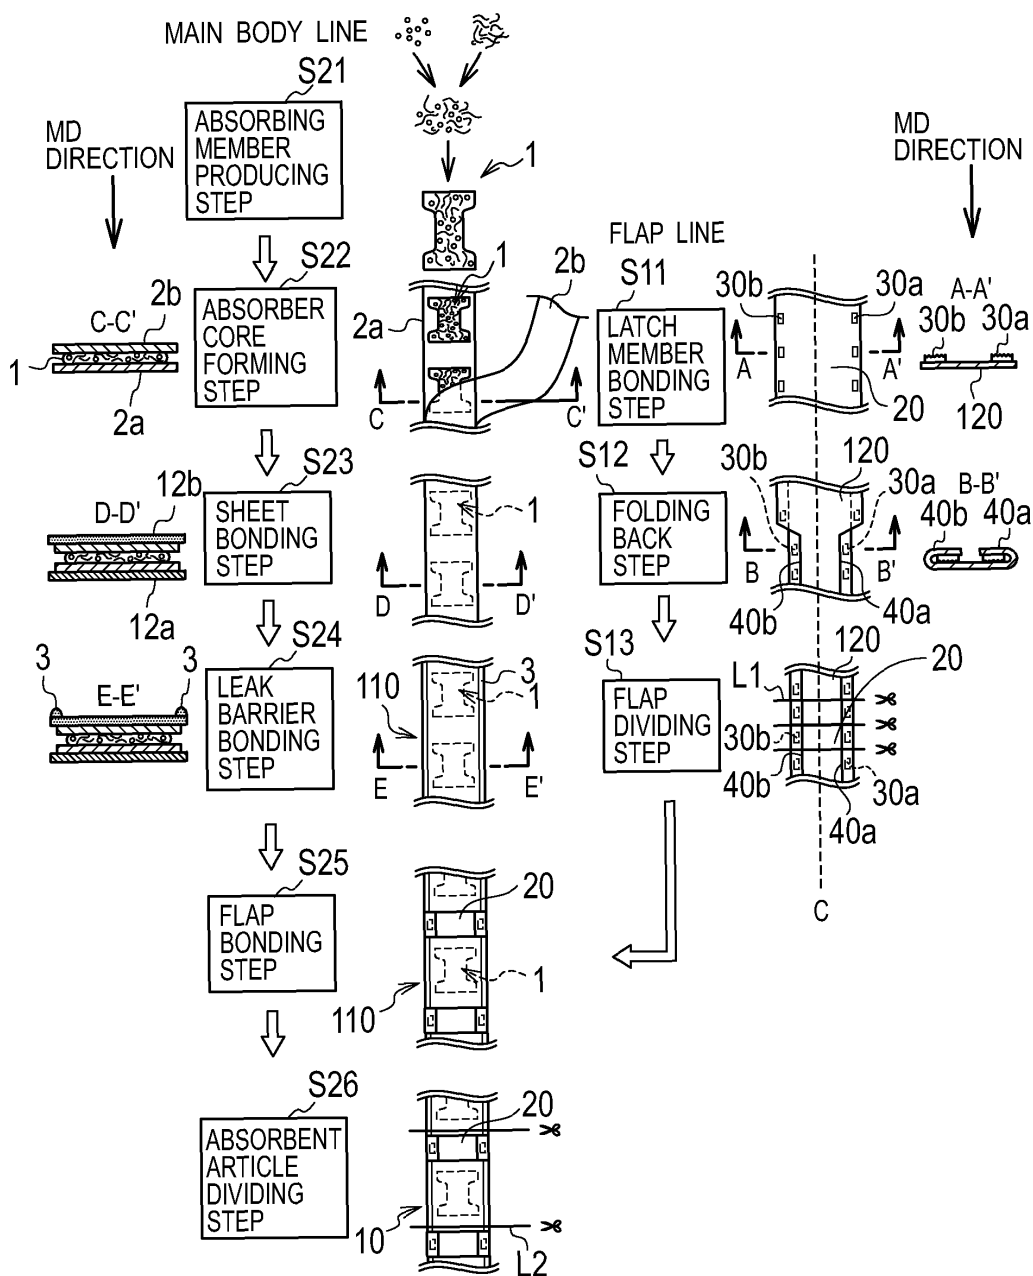 MAIN BODY LINE
S21
ABSORBING
MEMBER
PRODUCING
STEP
MD
DIRECTION
1
MD
DIRECTION
FLAP LINE
S22
ABSORBER
CORE
FORMING
STEP
C-C'
2b
1
2a
1
2b
2a
C
C'
S11
LATCH
MEMBER
BONDING
STEP
30b
30a
A
A'
20
A-A'
30b
30a
120
S23
SHEET
BONDING
STEP
D-D'
12b
12a
1
D
D'
S12
FOLDING
BACK
STEP
30b
120
30a
B
B'
40b
40a
B-B'
40b
40a
S24
LEAK
BARRIER
BONDING
STEP
3
3
E-E'
110
3
1
E
E'
S13
FLAP
DIVIDING
STEP
L1
120
20
30b
40b
30a
40a
C
S25
FLAP
BONDING
STEP
20
1
110
S26
ABSORBENT
ARTICLE
DIVIDING
STEP
20
10
L2